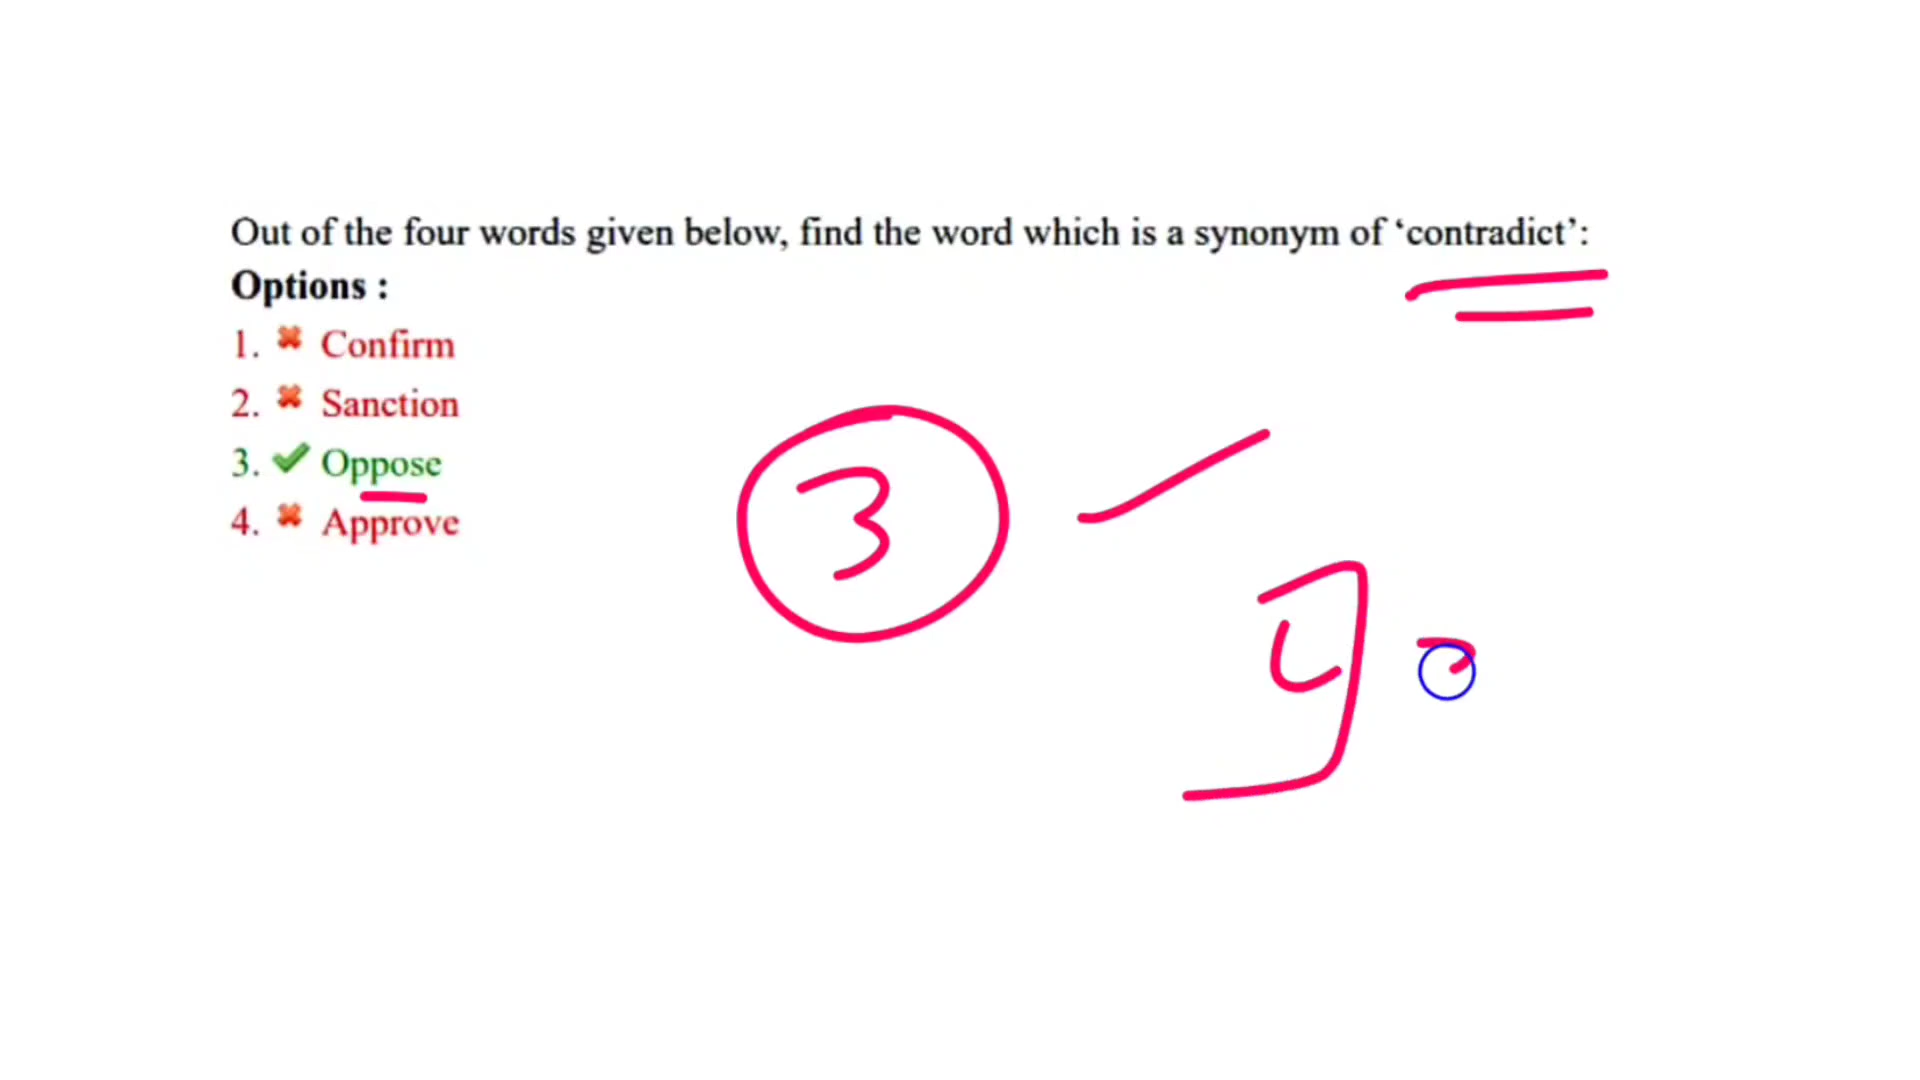 Out of the four words given below, find the word which is a synonym of ‘contradict’:
Options :
1. ✖ Confirm
2. ✖ Sanction
3. ✔ Oppose
4. ✖ Approve
3